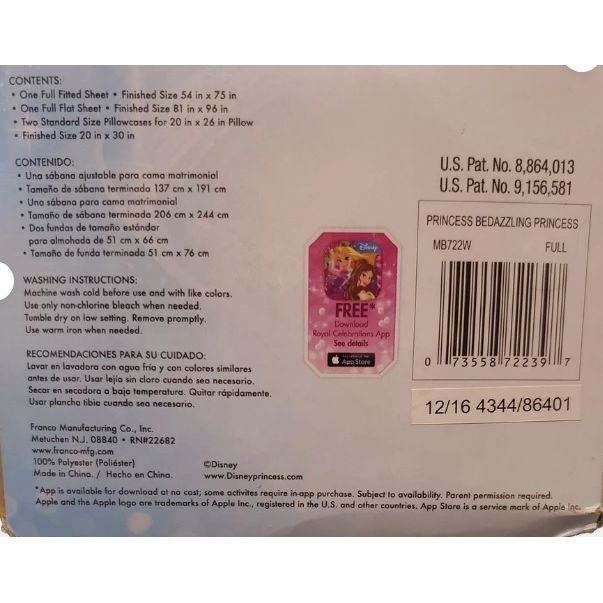 CONTENTS:
• One Full Fitted Sheet • Finished Size 54 in x 75 in
• One Full Flat Sheet • Finished Size 81 in x 96 in
• Two Standard Size Pillowcases for 20 in x 26 in Pillow
• Finished Size 20 in x 30 in
CONTENIDO:
• Una sábana ajustable para cama matrimonial
• Tamaño de sábana terminada 137 cm x 191 cm
• Una sábana para cama matrimonial
• Tamaño de sábana terminada 206 cm x 244 cm
• Dos fundas de tamaño estándar
para almohada de 51 cm x 66 cm
• Tamaño de funda terminada 51 cm x 76 cm
WASHING INSTRUCTIONS:
Machine wash cold before use and with like colors.
Use only non-chlorine bleach when needed.
Tumble dry on low setting. Remove promptly.
Use warm iron when needed.
RECOMENDACIONES PARA SU CUIDADO:
Lavar en lavadora con agua fría y con colores similares
antes de usar. Usar lejía sin cloro cuando sea necesario.
Secar en secadora a baja temperatura. Quitar rápidamente.
Usar plancha tibia cuando sea necesario.
Franco Manufacturing Co., Inc.
Metuchen N.J. 08840 • RN#22682
www.franco-mfg.com
100% Polyester (Poliéster)
Made in China. / Hecho en China.
©Disney
www.Disneyprincess.com
*App is available for download at no cost; some activites require in-app purchase. Subject to availability. Parent permission required.
Apple and the Apple logo are trademarks of Apple Inc., registered in the U.S. and other countries. App Store is a service mark of Apple Inc.
Disney
FREE*
Download
Royal Celebrations App
See details
App Store
U.S. Pat. No. 8,864,013
U.S. Pat. No. 9,156,581
PRINCESS BEDAZZLING PRINCESS
MB722W FULL
0 73558 72239 7
12/16 4344/86401